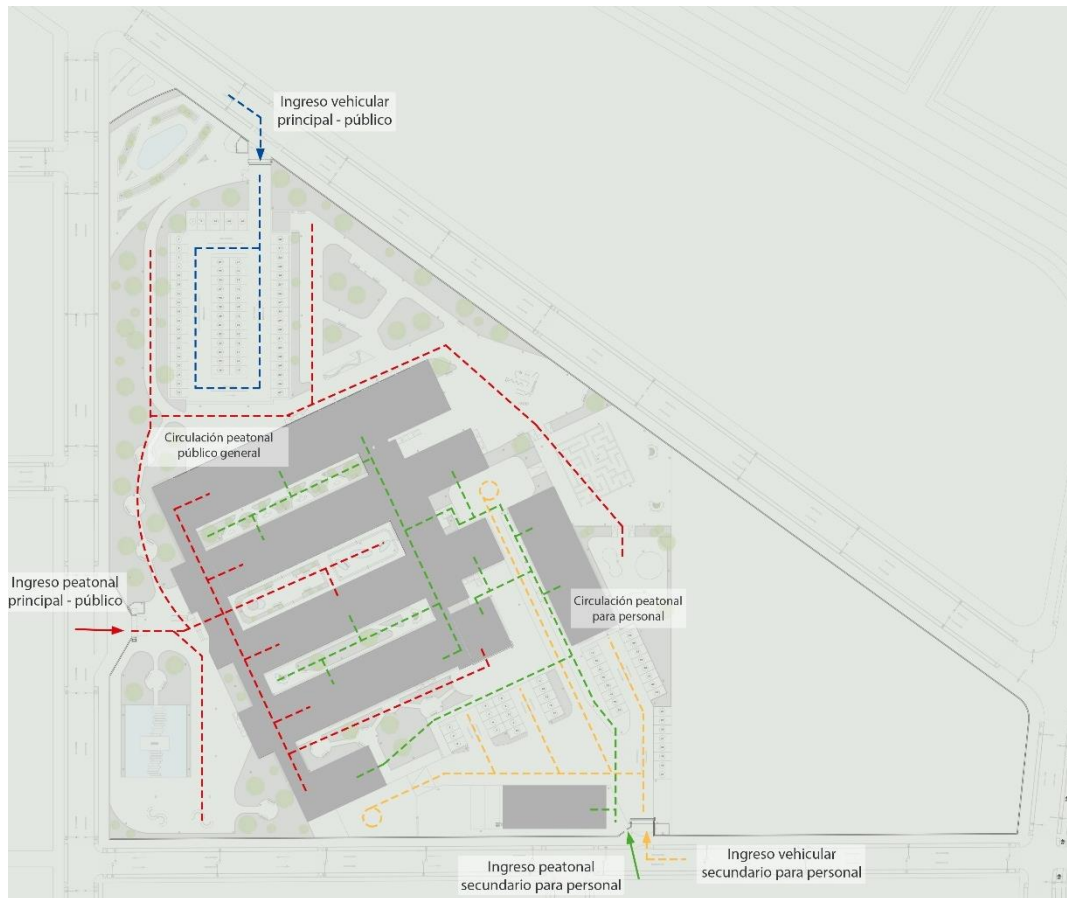 Ingreso vehicular
principal - público
Circulación peatonal
público general
Ingreso peatonal
principal - público
Circulación peatonal
para personal
Ingreso peatonal
secundario para personal
Ingreso vehicular
secundario para personal